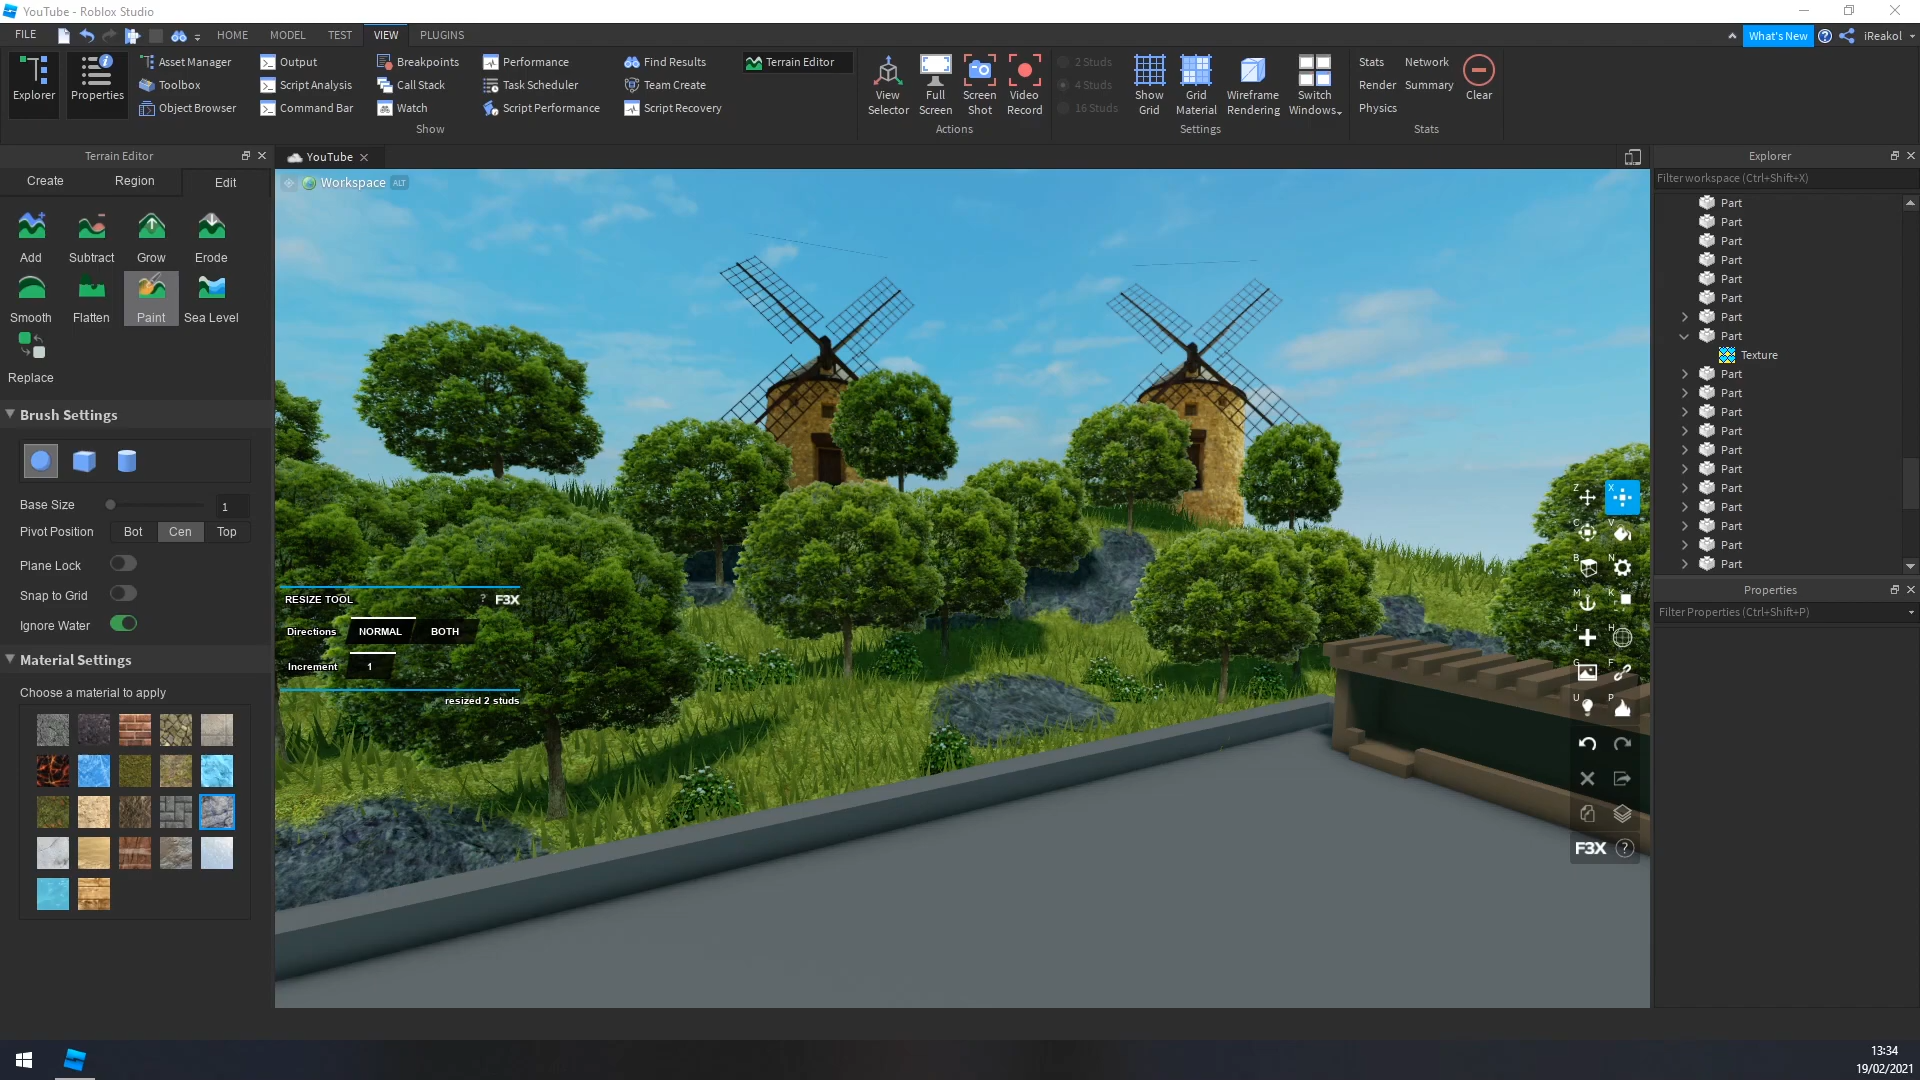 YouTube - Roblox Studio
FILE
HOME
MODEL
TEST
VIEW
PLUGINS
What's New
iReakol
Explorer
Properties
Asset Manager
Toolbox
Object Browser
Output
Script Analysis
Command Bar
Breakpoints
Call Stack
Watch
Performance
Task Scheduler
Script Performance
Find Results
Team Create
Script Recovery
Terrain Editor
Show
View Selector
Full Screen
Screen Shot
Video Record
Actions
2 Studs
4 Studs
16 Studs
Show Grid
Grid Material
Wireframe Rendering
Switch Windows
Settings
Stats
Network
Render
Summary
Physics
Clear
Stats
Terrain Editor
Create
Region
Edit
Add
Subtract
Grow
Erode
Smooth
Flatten
Paint
Sea Level
Replace
Brush Settings
Base Size
1
Pivot Position
Bot
Cen
Top
Plane Lock
Snap to Grid
Ignore Water
Material Settings
Choose a material to apply
YouTube
Workspace
ALT
RESIZE TOOL
?
F3X
Directions
NORMAL
BOTH
Increment
1
resized 2 studs
Z
X
C
V
B
N
M
K
J
H
G
F
U
P
F3X
?
Explorer
Filter workspace (Ctrl+Shift+X)
Part
Part
Part
Part
Part
Part
Part
Part
Texture
Part
Part
Part
Part
Part
Part
Part
Part
Part
Part
Part
Properties
Filter Properties (Ctrl+Shift+P)
13:34
19/02/2021